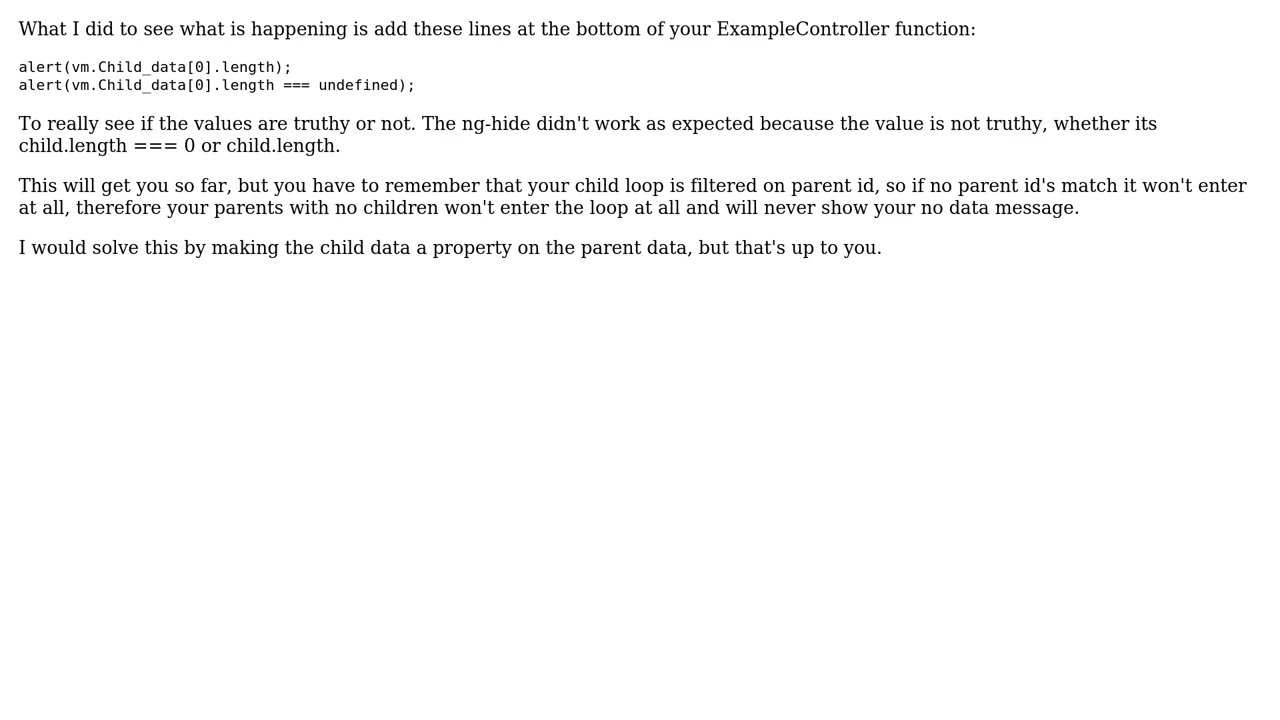 What I did to see what is happening is add these lines at the bottom of your ExampleController function:
alert(vm.Child_data[0].length);
alert(vm.Child_data[0].length === undefined);
To really see if the values are truthy or not. The ng-hide didn't work as expected because the value is not truthy, whether its
child.length === 0 or child.length.
This will get you so far, but you have to remember that your child loop is filtered on parent id, so if no parent id's match it won't enter
at all, therefore your parents with no children won't enter the loop at all and will never show your no data message.
I would solve this by making the child data a property on the parent data, but that's up to you.